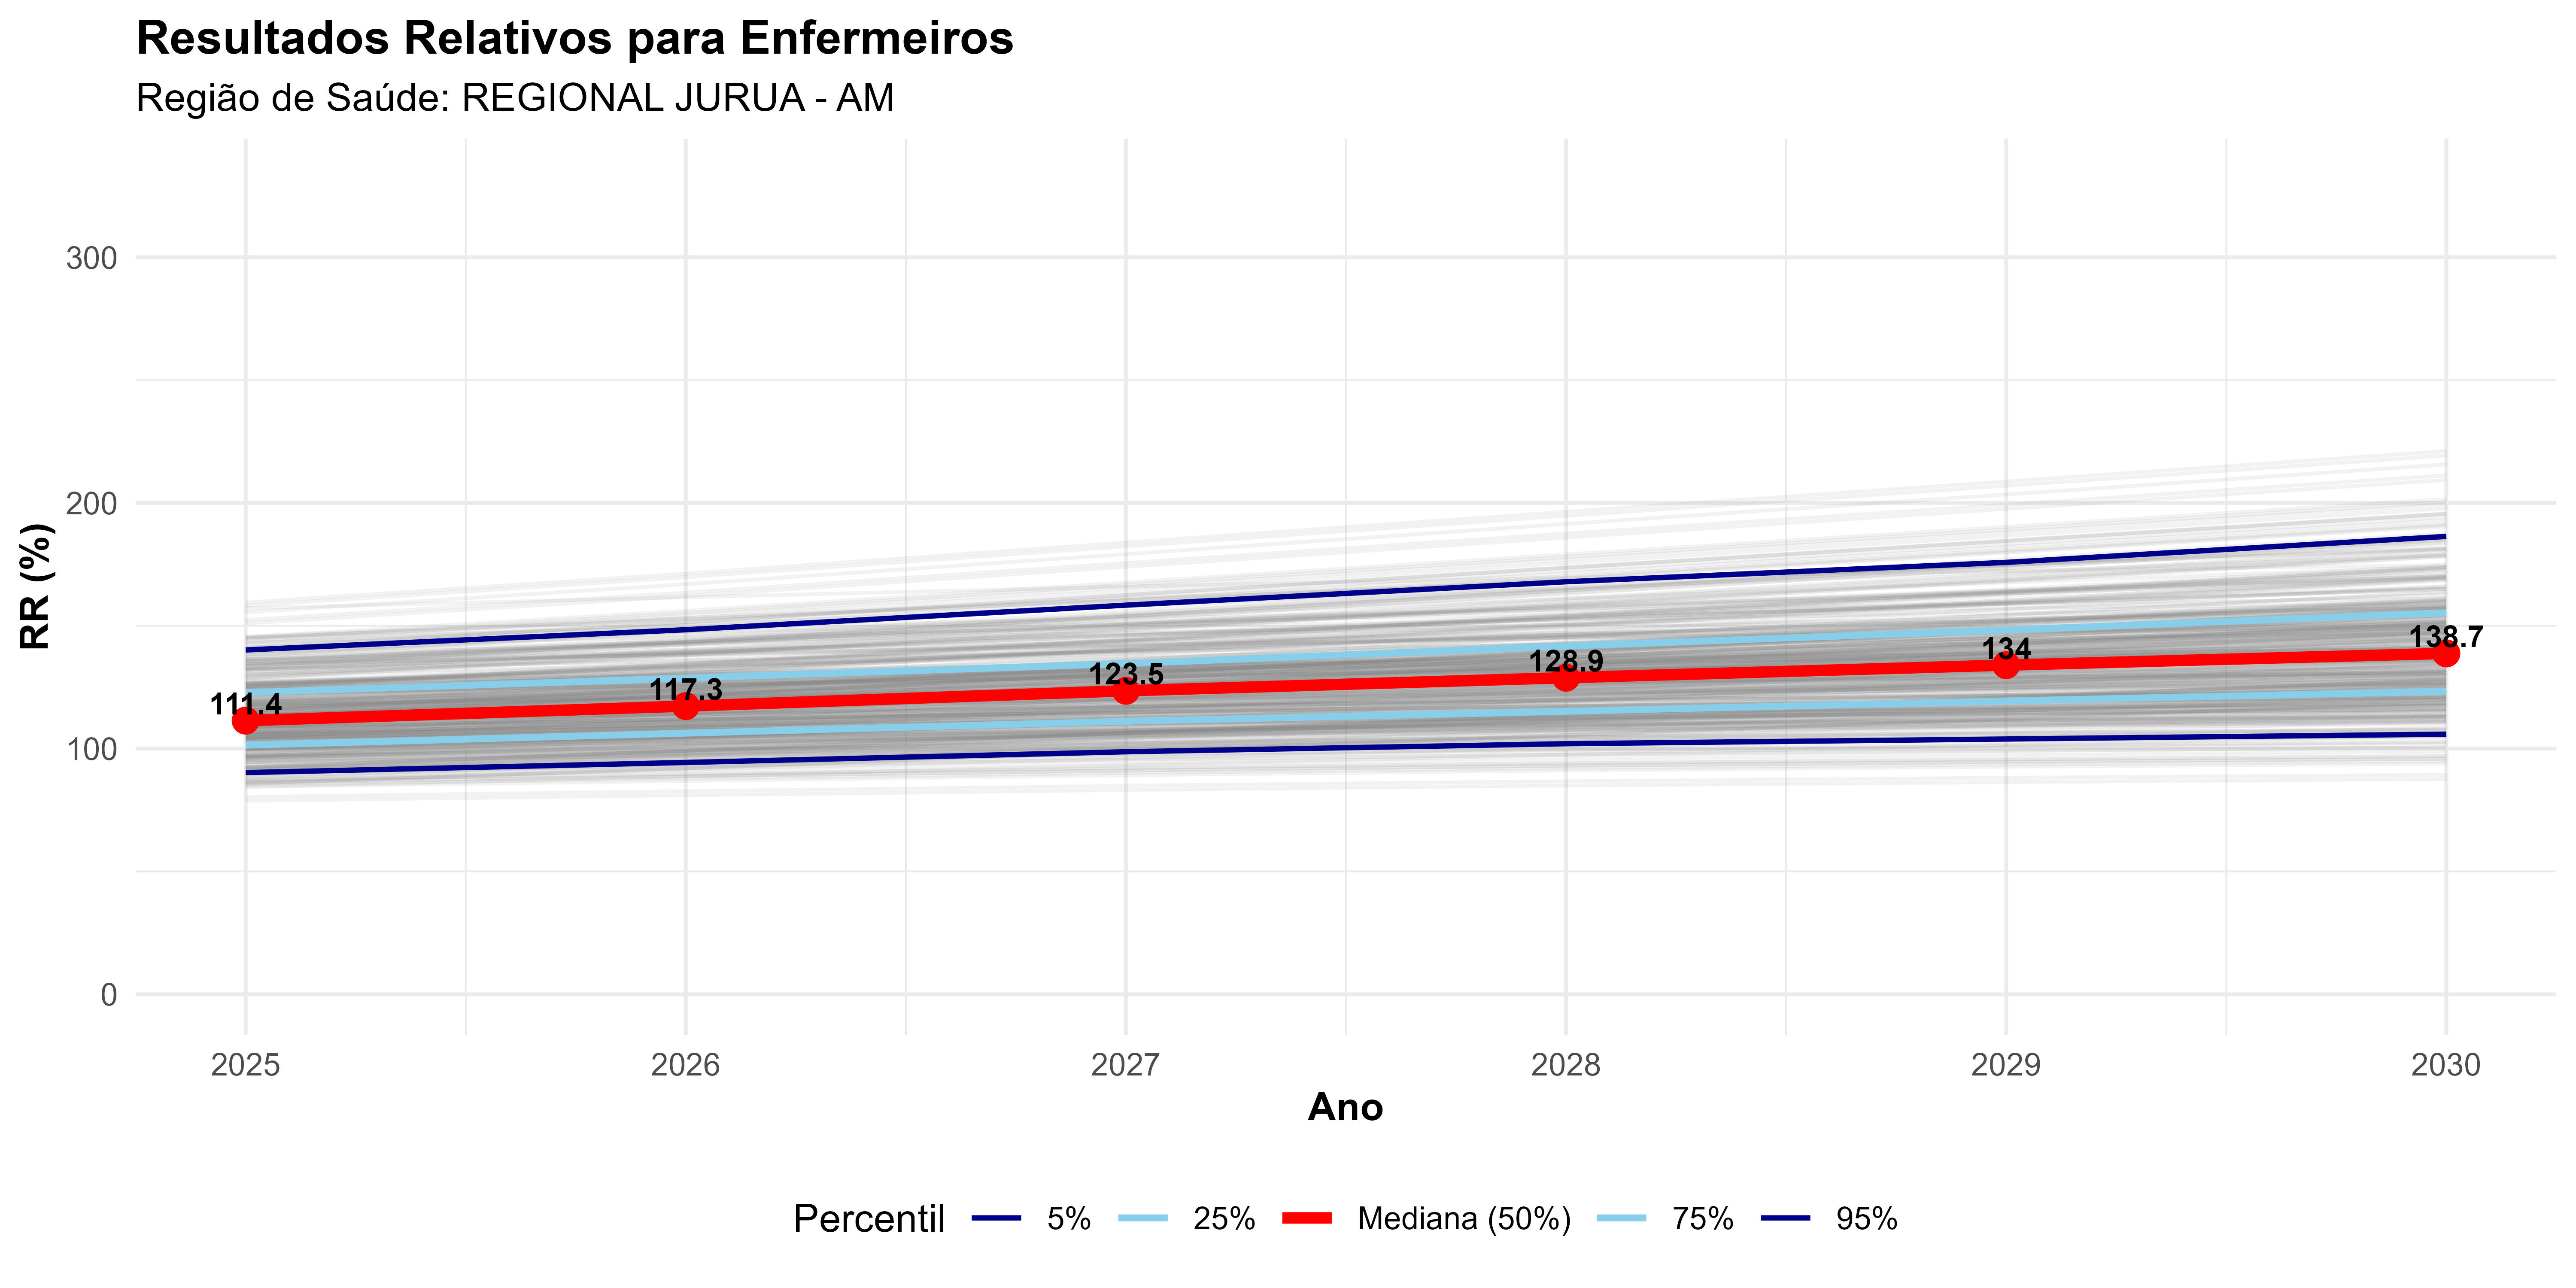 Resultados Relativos para Enfermeiros
Região de Saúde: REGIONAL JURUA - AM
RR (%)
300
200
100
0
111.4
117.3
123.5
128.9
134
138.7
2025 2026 2027 2028 2029 2030
Ano
Percentil 5% 25% Mediana (50%) 75% 95%